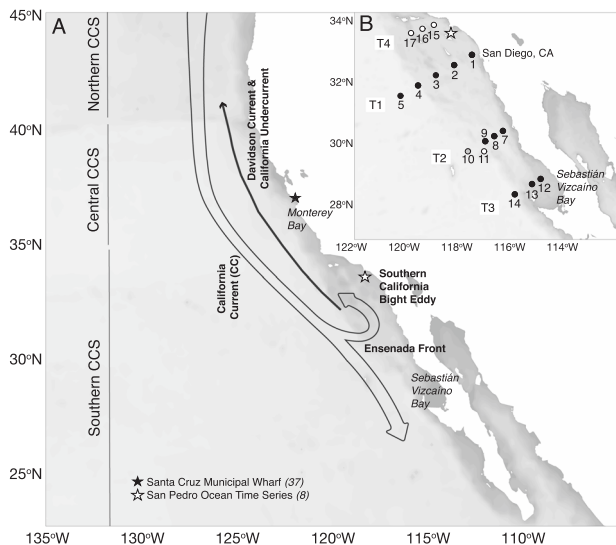 45°N
40°N
35°N
30°N
25°N
135°W
130°W
125°W
120°W
115°W
110°W
A
Northern CCS
Central CCS
Southern CCS
Davidson Current &
California Undercurrent
Monterey
Bay
California
Current (CC)
Southern
California
Bight Eddy
Ensenada Front
Sebastián
Vizcaíno
Bay
★ Santa Cruz Municipal Wharf (37)
☆ San Pedro Ocean Time Series (8)
B
34°N
32°N
30°N
28°N
122°W
120°W
118°W
116°W
114°W
T4
17
16
15
San Diego, CA
1
2
3
4
5
T1
9
8
7
T2
10
11
Sebastián
Vizcaíno
Bay
12
13
14
T3